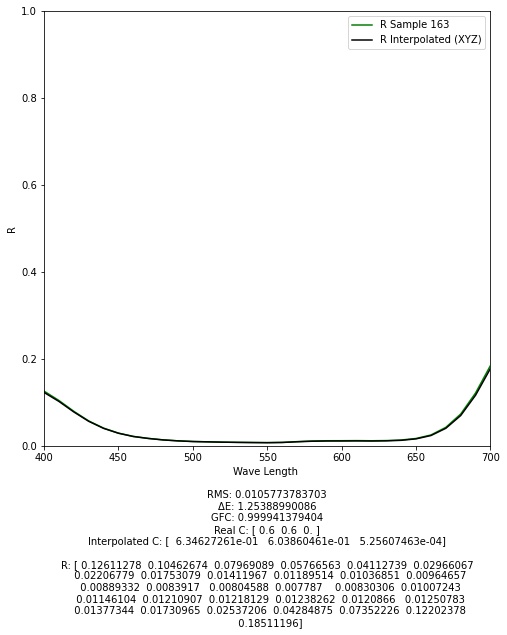 1.0
0.8
0.6
0.4
0.2
0.0
R
R Sample 163
R Interpolated (XYZ)
400 450 500 550 600 650 700
Wave Length
RMS: 0.0105773783703
ΔE: 1.25388990086
GFC: 0.999941379404
Real C: [ 0.6 0.6 0. ]
Interpolated C: [ 6.34627261e-01 6.03860461e-01 5.25607463e-04]
R: [ 0.12611278 0.10462674 0.07969089 0.05766563 0.04112739 0.02966067
0.02206779 0.01753079 0.01411967 0.01189514 0.01036851 0.00964657
0.00889332 0.0083917 0.00804588 0.007787 0.00830306 0.01007243
0.01146104 0.01210907 0.01218129 0.01238262 0.0120866 0.01250783
0.01377344 0.01730965 0.02537206 0.04284875 0.07352226 0.12202378
0.18511196]